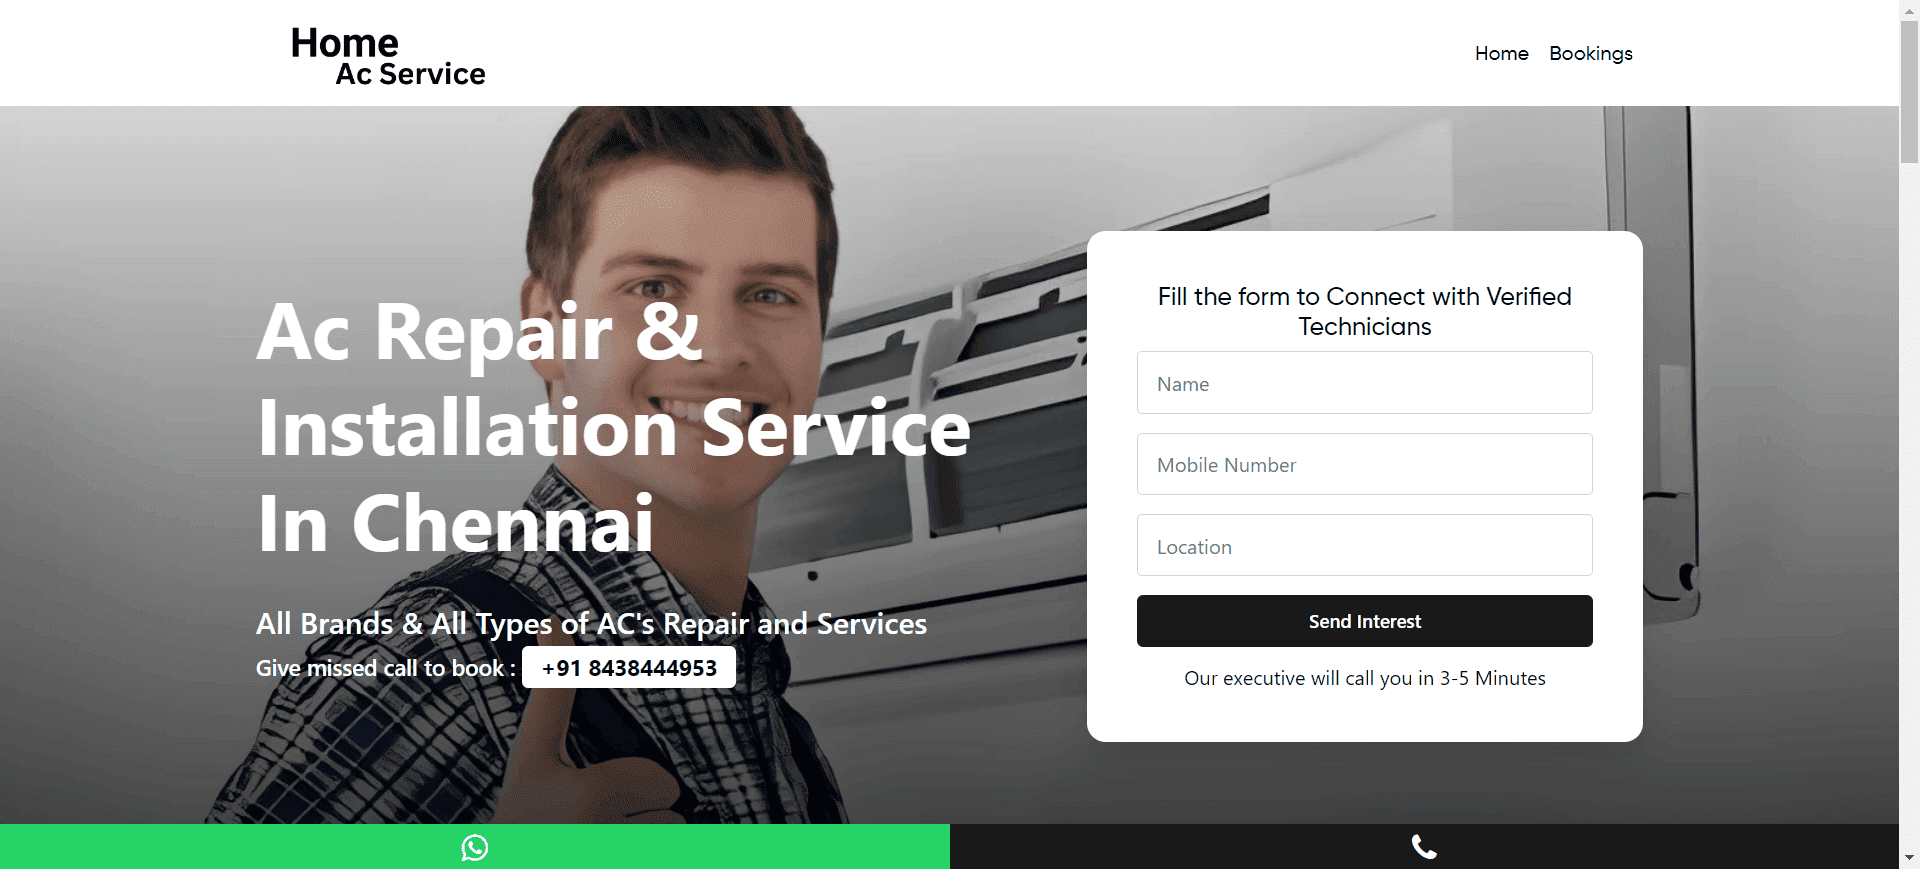 Home
Ac Service
Home Bookings
Ac Repair &
Installation Service
In Chennai
All Brands & All Types of AC's Repair and Services
Give missed call to book : +91 8438444953
Fill the form to Connect with Verified
Technicians
Name
Mobile Number
Location
Send Interest
Our executive will call you in 3-5 Minutes